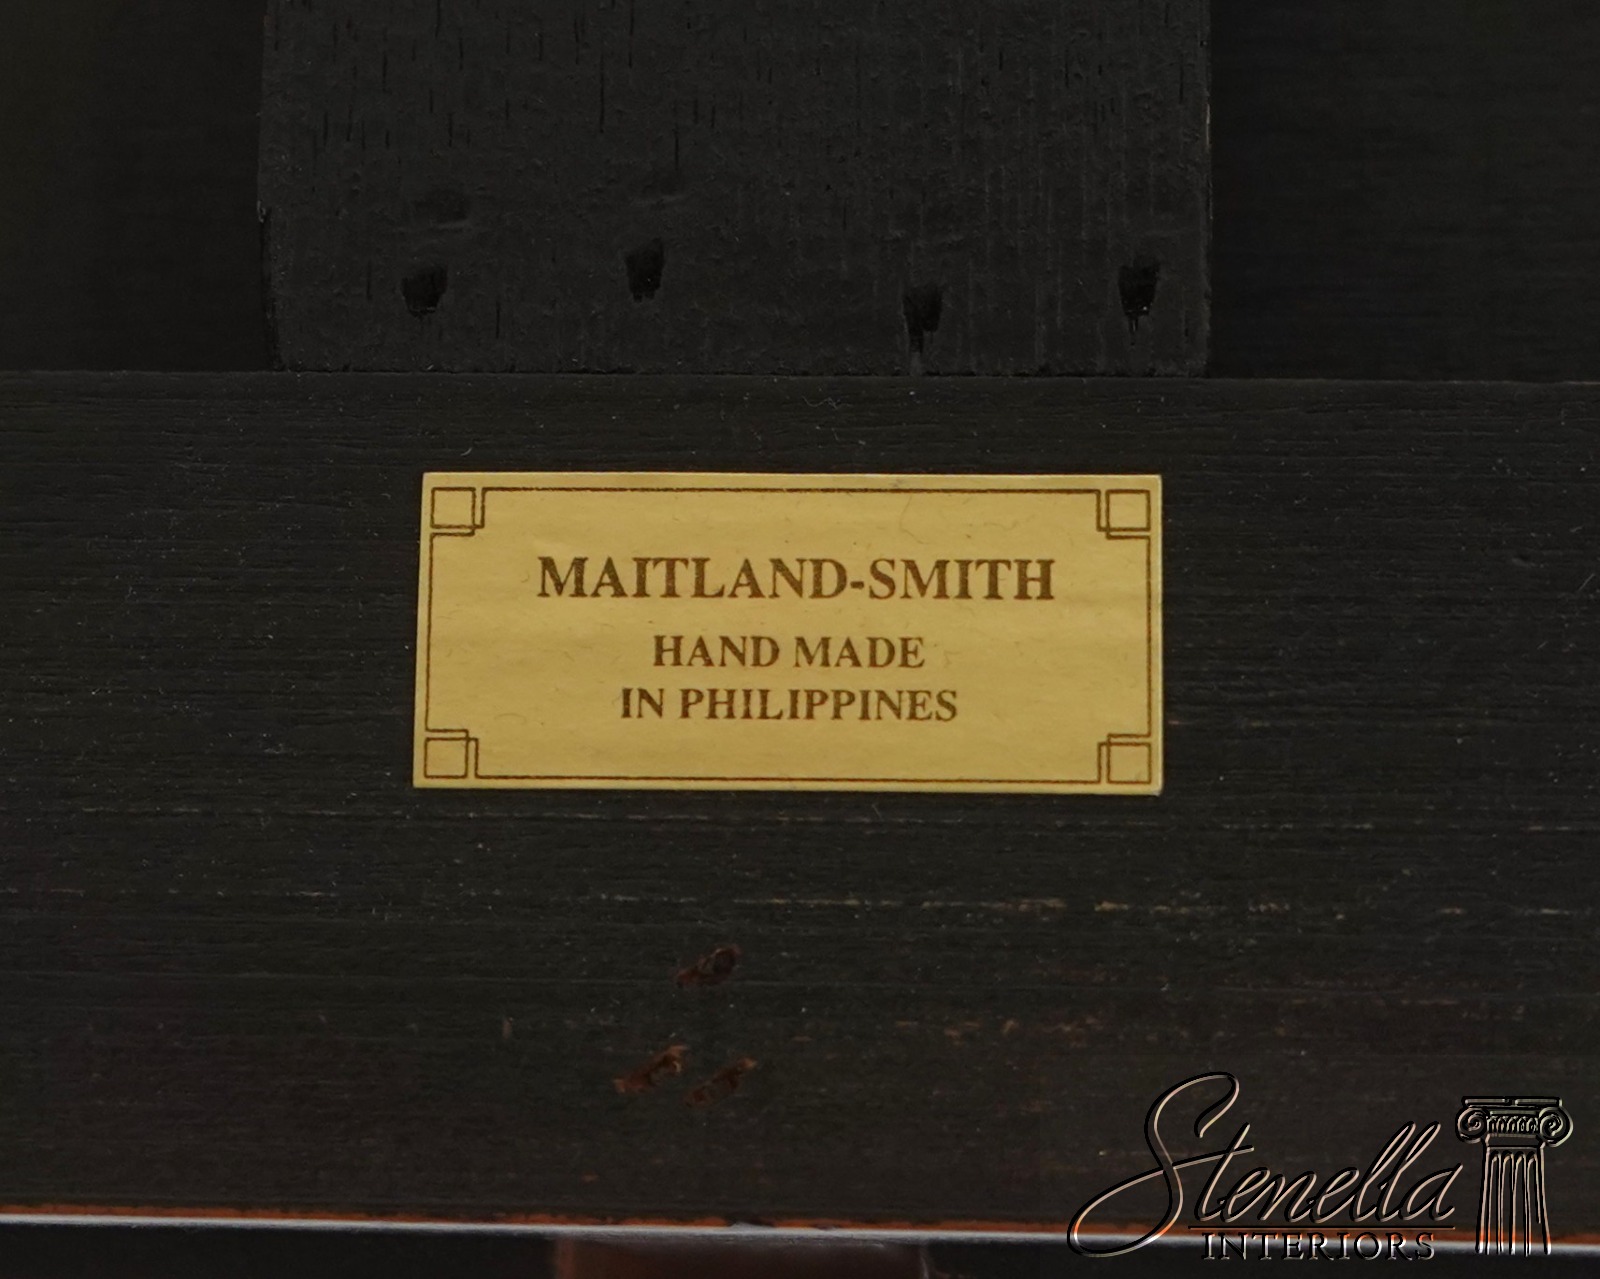 MAITLAND-SMITH
HAND MADE
IN PHILIPPINES
Stenella
INTERIORS